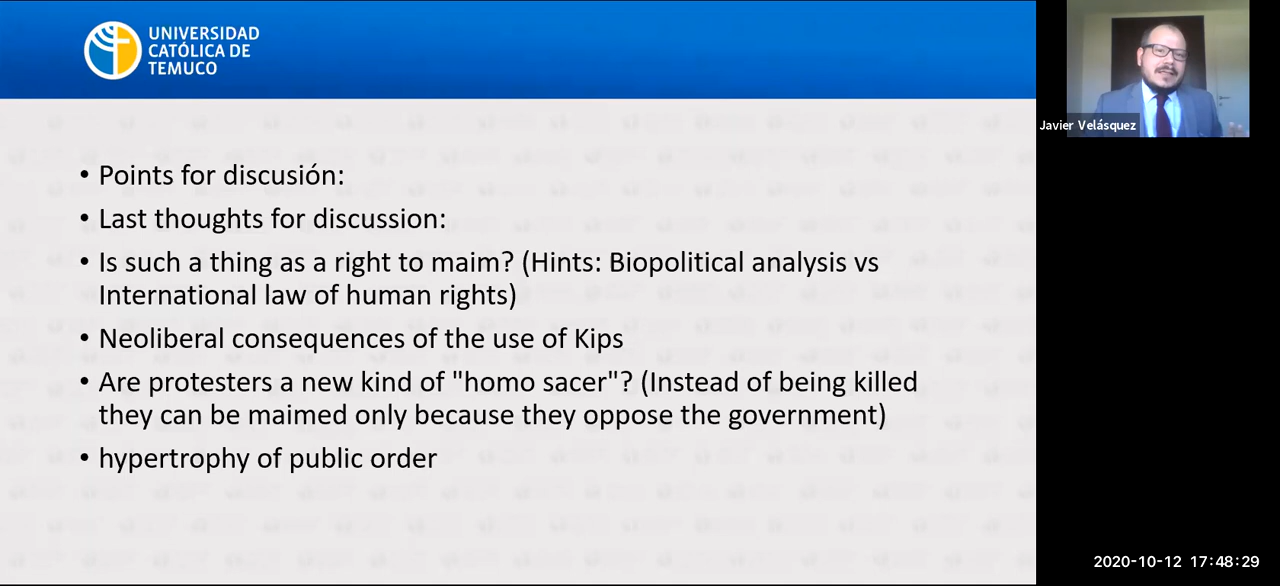 UNIVERSIDAD
CATÓLICA DE
TEMUCO
• Points for discusión:
• Last thoughts for discussion:
• Is such a thing as a right to maim? (Hints: Biopolitical analysis vs
International law of human rights)
• Neoliberal consequences of the use of Kips
• Are protesters a new kind of "homo sacer"? (Instead of being killed
they can be maimed only because they oppose the government)
• hypertrophy of public order
Javier Velásquez
2020-10-12 17:48:29